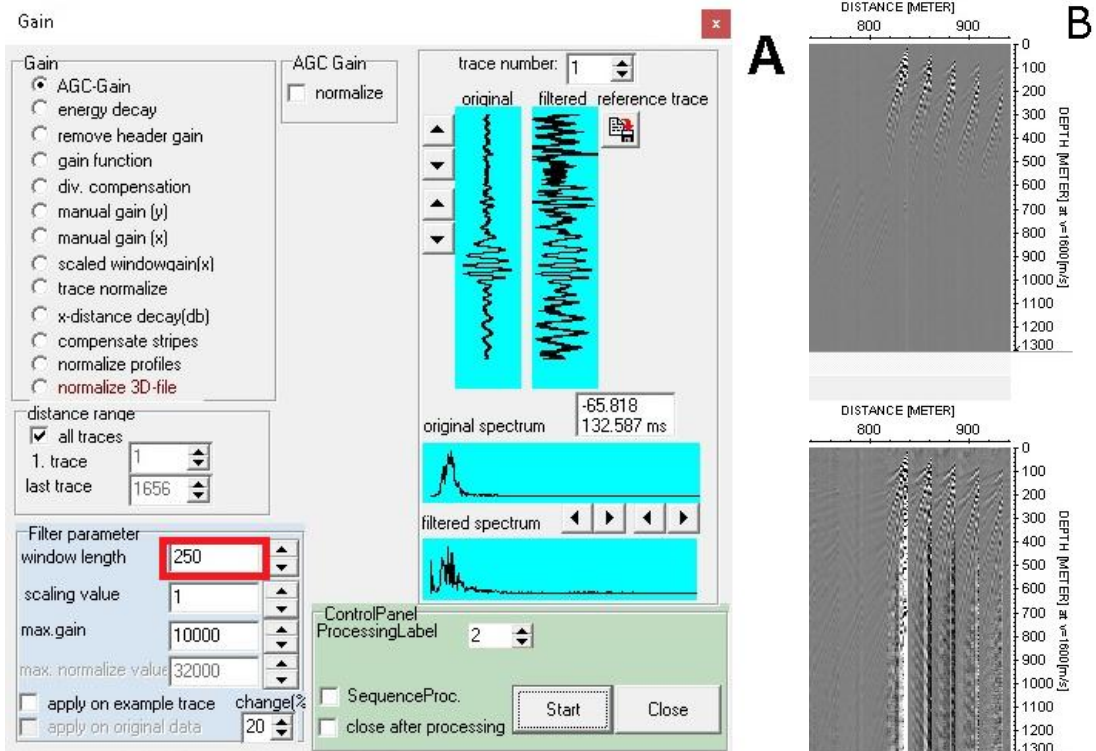 Gain
x
Gain
AGC-Gain
energy decay
remove header gain
gain function
div. compensation
manual gain (y)
manual gain (x)
scaled windowgain(x)
trace normalize
x-distance decay(db)
compensate stripes
normalize profiles
normalize 3D-file
AGC Gain
normalize
trace number: 1
original filtered reference trace
-65.818
132.587 ms
original spectrum
filtered spectrum
distance range
all traces
1. trace 1
last trace 1656
Filter parameter
window length 250
scaling value 1
max.gain 10000
max. normalize value 32000
apply on example trace change(%
apply on original data 20
ControlPanel
ProcessingLabel 2
SequenceProc.
close after processing
Start
Close
A
B
DISTANCE [METER]
800 900
0
100
200
300
400
500
600
700
800
900
1000
1100
1200
1300
DEPTH [METER] at v=1600[m/s]
DISTANCE [METER]
800 900
0
100
200
300
400
500
600
700
800
900
1000
1100
1200
1300
DEPTH [METER] at v=1600[m/s]